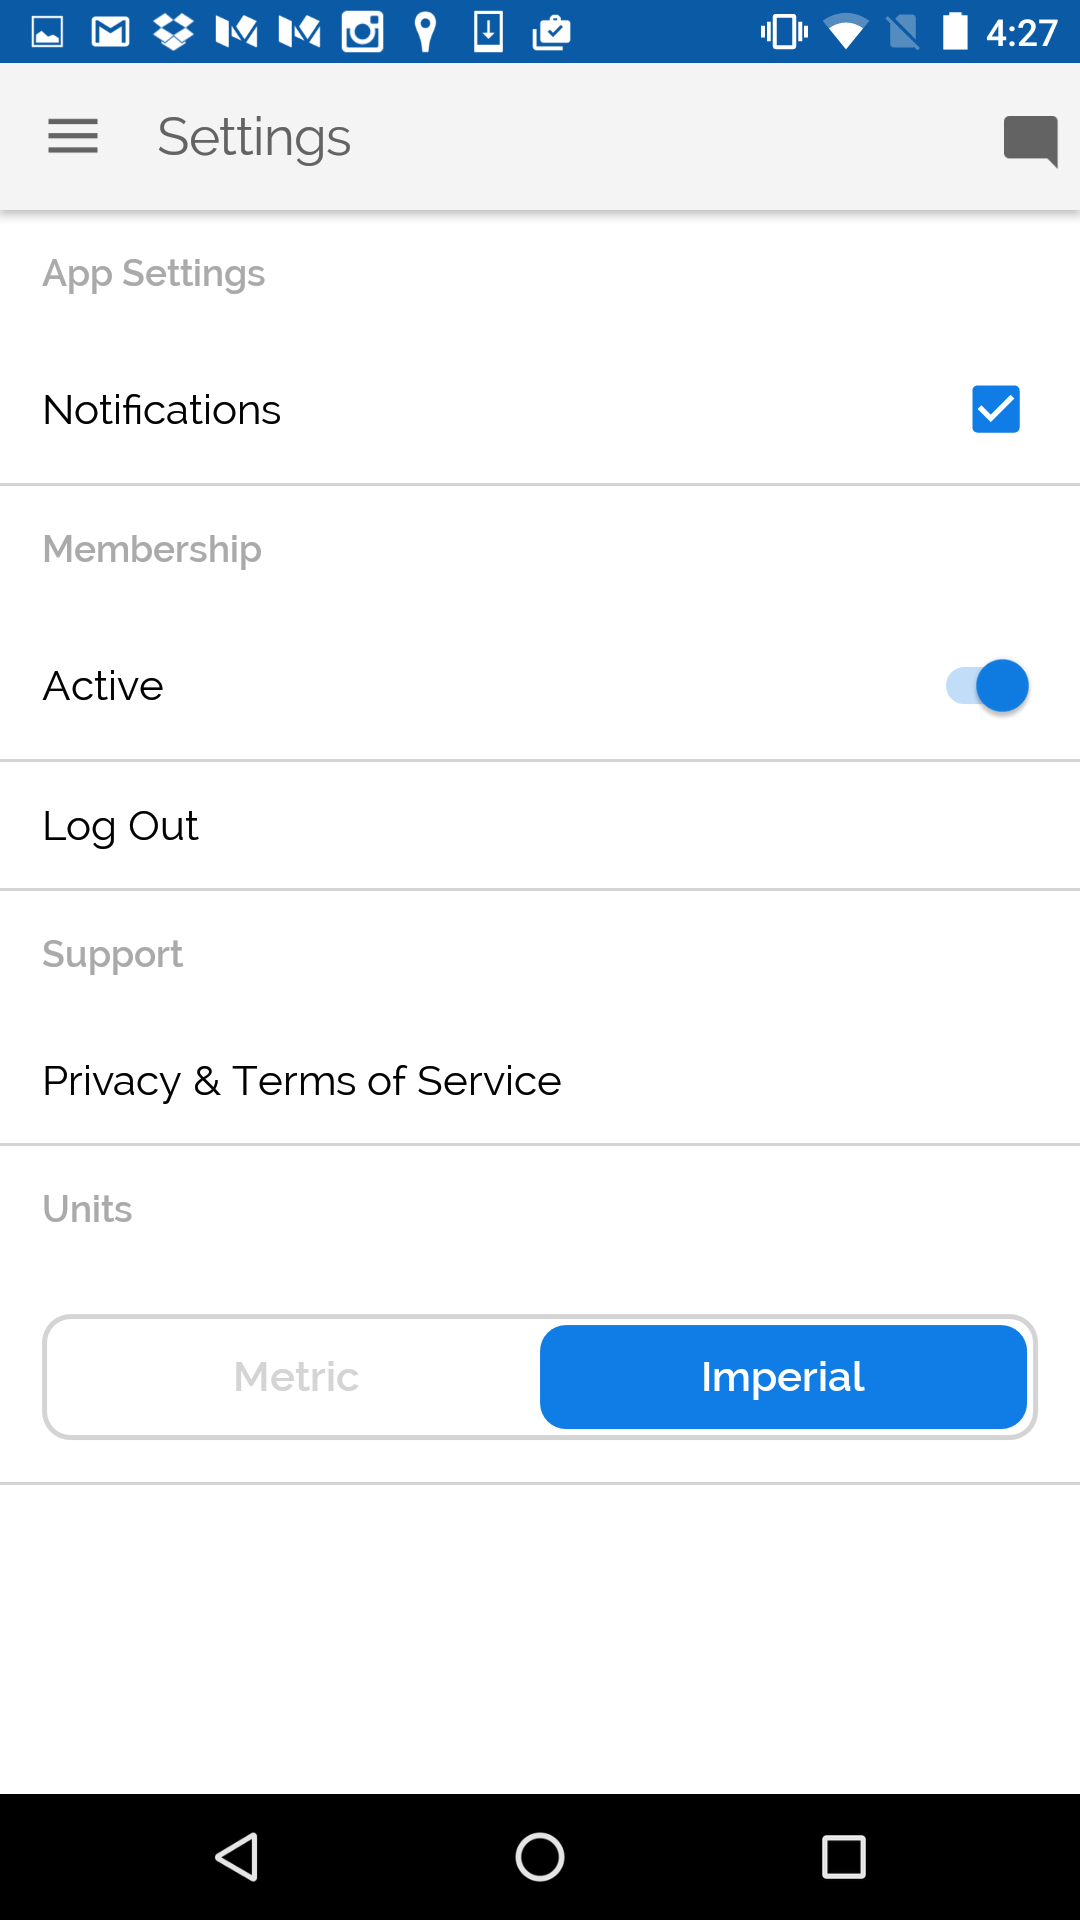 4:27
Settings
App Settings
Notifications
Membership
Active
Log Out
Support
Privacy & Terms of Service
Units
Metric
Imperial